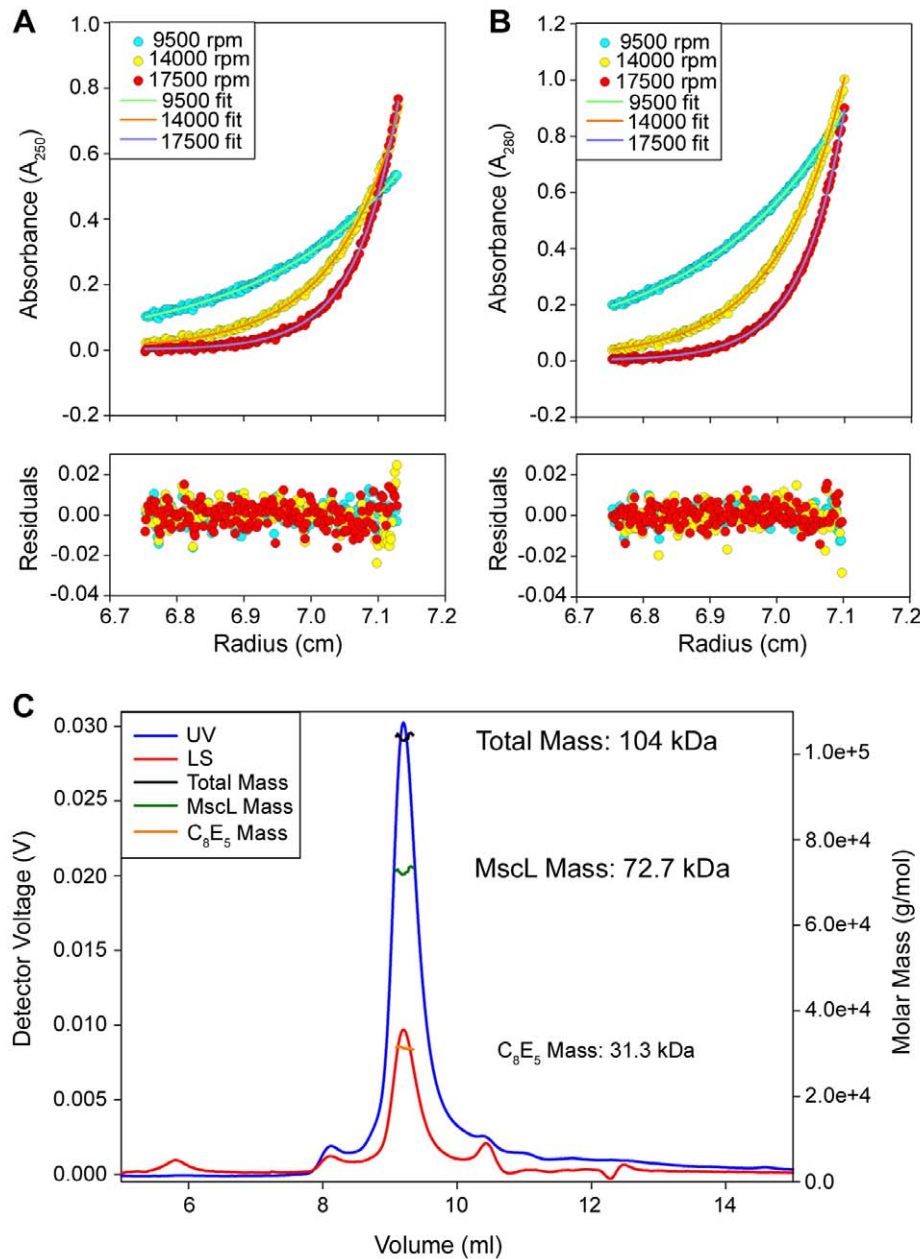 A
1.0
0.8
0.6
0.4
0.2
0.0
-0.2
Absorbance (A250)
9500 rpm
14000 rpm
17500 rpm
9500 fit
14000 fit
17500 fit
0.02
0.00
-0.02
-0.04
Residuals
6.7 6.8 6.9 7.0 7.1 7.2
Radius (cm)
B
1.2
1.0
0.8
0.6
0.4
0.2
0.0
-0.2
Absorbance (A280)
9500 rpm
14000 rpm
17500 rpm
9500 fit
14000 fit
17500 fit
0.02
0.00
-0.02
-0.04
Residuals
6.7 6.8 6.9 7.0 7.1 7.2
Radius (cm)
C
0.030
0.025
0.020
0.015
0.010
0.005
0.000
Detector Voltage (V)
UV
LS
Total Mass
MscL Mass
C8E5 Mass
Total Mass: 104 kDa
MscL Mass: 72.7 kDa
C8E5 Mass: 31.3 kDa
1.0e+5
8.0e+4
6.0e+4
4.0e+4
2.0e+4
0.0
Molar Mass (g/mol)
6 8 10 12 14
Volume (ml)